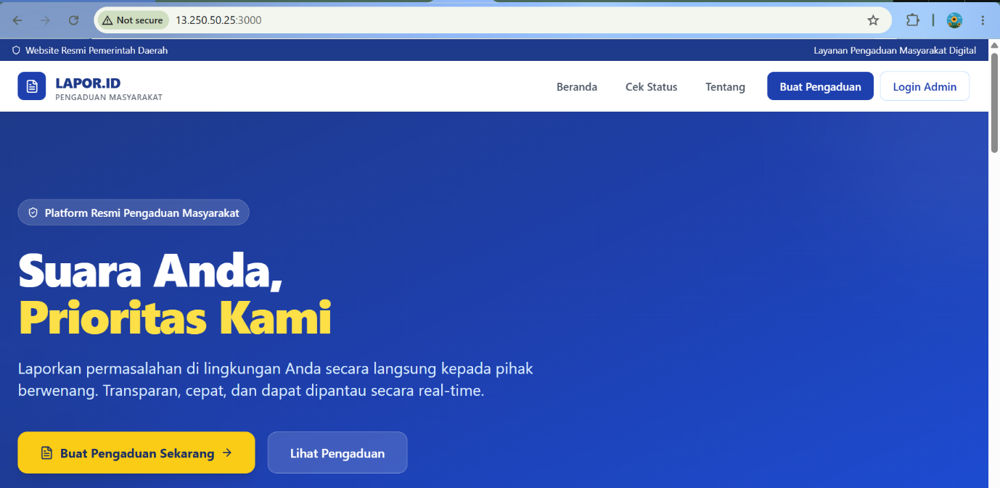 Not secure
13.250.50.25:3000
Website Resmi Pemerintah Daerah
Layanan Pengaduan Masyarakat Digital
LAPOR.ID
PENGADUAN MASYARAKAT
Beranda
Cek Status
Tentang
Buat Pengaduan
Login Admin
Platform Resmi Pengaduan Masyarakat
Suara Anda,
Prioritas Kami
Laporkan permasalahan di lingkungan Anda secara langsung kepada pihak
berwenang. Transparan, cepat, dan dapat dipantau secara real-time.
Buat Pengaduan Sekarang →
Lihat Pengaduan